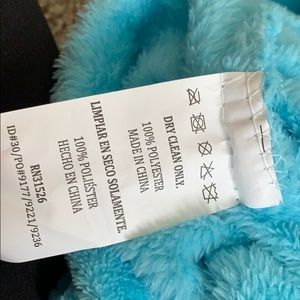 DRY CLEAN ONLY.
100% POLYESTER
MADE IN CHINA
LIMPIAR EN SECO SOLAMENTE.
100% POLIÉSTER
HECHO EN CHINA
RN31526
ID#30/PO#9177/9221/9236